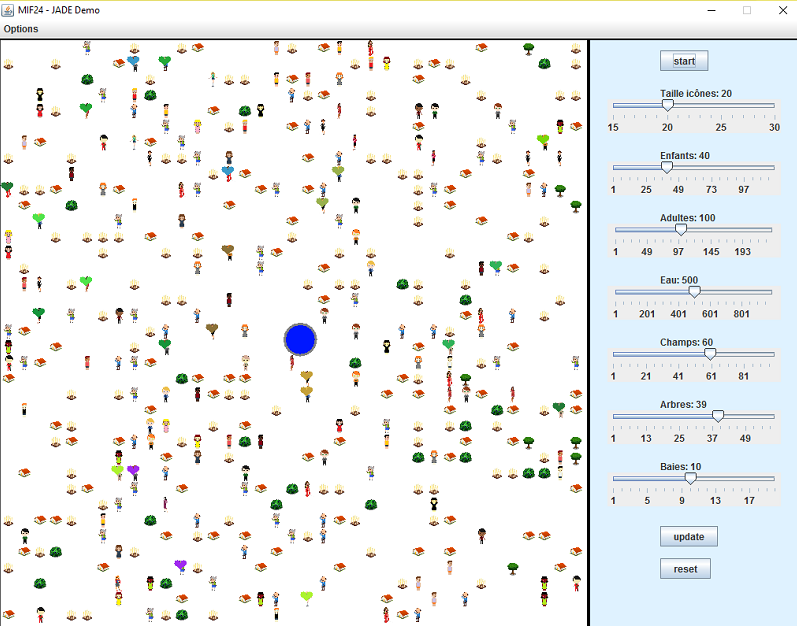 MIF24 - JADE Demo
Options
start
Taille icônes: 20
15 20 25 30
Enfants: 40
1 25 49 73 97
Adultes: 100
1 49 97 145 193
Eau: 500
1 201 401 601 801
Champs: 60
1 21 41 61 81
Arbres: 39
1 13 25 37 49
Baies: 10
1 5 9 13 17
update
reset